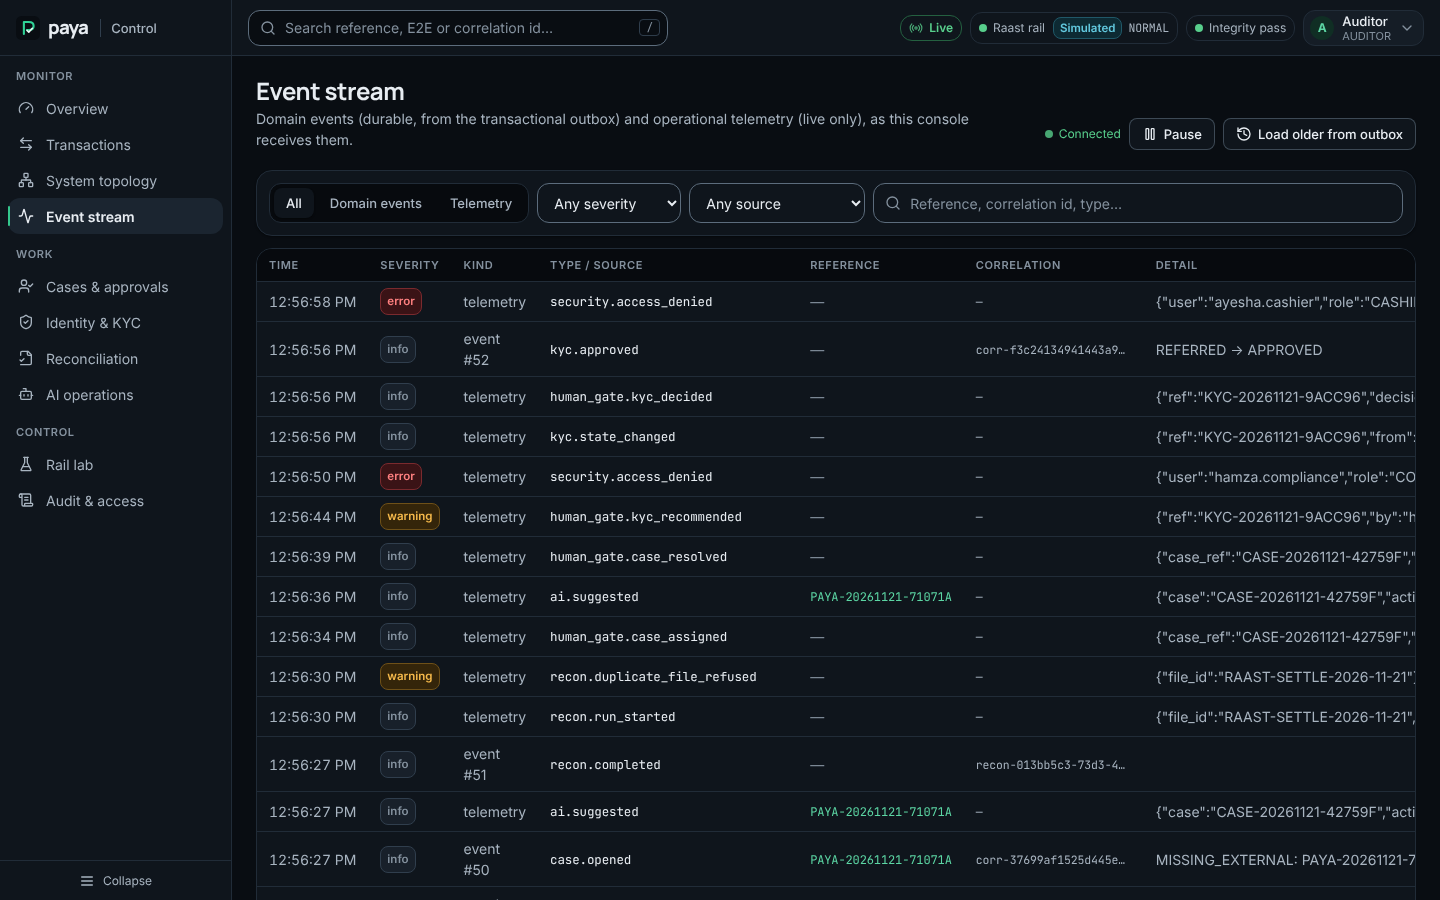 paya Control
Search reference, E2E or correlation id... /
Live
Raast rail Simulated NORMAL
Integrity pass
A Auditor
AUDITOR
MONITOR
Overview
Transactions
System topology
Event stream
WORK
Cases & approvals
Identity & KYC
Reconciliation
AI operations
CONTROL
Rail lab
Audit & access
Collapse
Event stream
Domain events (durable, from the transactional outbox) and operational telemetry (live only), as this console
receives them.
Connected
Pause
Load older from outbox
All Domain events Telemetry Any severity Any source Reference, correlation id, type...
TIME SEVERITY KIND TYPE / SOURCE REFERENCE CORRELATION DETAIL
12:56:58 PM error telemetry security.access_denied — – {"user":"ayesha.cashier","role":"CASHI
12:56:56 PM info event #52 kyc.approved — corr-f3c24134941443a9… REFERRED → APPROVED
12:56:56 PM info telemetry human_gate.kyc_decided — – {"ref":"KYC-20261121-9ACC96","decisi
12:56:56 PM info telemetry kyc.state_changed — – {"ref":"KYC-20261121-9ACC96","from":
12:56:50 PM error telemetry security.access_denied — – {"user":"hamza.compliance","role":"CO
12:56:44 PM warning telemetry human_gate.kyc_recommended — – {"ref":"KYC-20261121-9ACC96","by":"h
12:56:39 PM info telemetry human_gate.case_resolved — – {"case_ref":"CASE-20261121-42759F","
12:56:36 PM info telemetry ai.suggested PAYA-20261121-71071A – {"case":"CASE-20261121-42759F","acti
12:56:34 PM info telemetry human_gate.case_assigned — – {"case_ref":"CASE-20261121-42759F","
12:56:30 PM warning telemetry recon.duplicate_file_refused — – {"file_id":"RAAST-SETTLE-2026-11-21"}
12:56:30 PM info telemetry recon.run_started — – {"file_id":"RAAST-SETTLE-2026-11-21",
12:56:27 PM info event #51 recon.completed — recon-013bb5c3-73d3-4…
12:56:27 PM info telemetry ai.suggested PAYA-20261121-71071A – {"case":"CASE-20261121-42759F","acti
12:56:27 PM info event #50 case.opened PAYA-20261121-71071A corr-37699af1525d445e… MISSING_EXTERNAL: PAYA-20261121-7